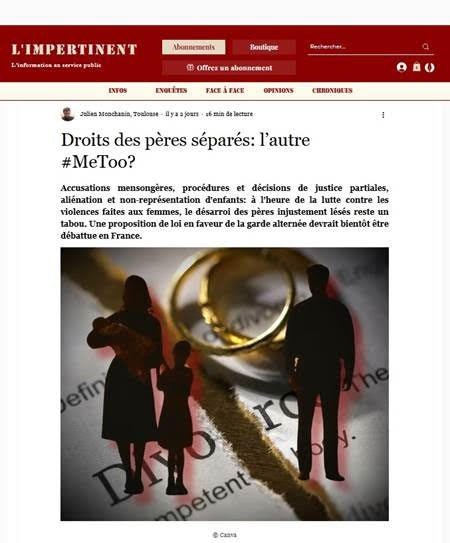 L'IMPERTINENT
L'information au service public
Abonnements
Boutique
Offrez un abonnement
Rechercher...
INFOS
ENQUÊTES
FACE À FACE
OPINIONS
CHRONIQUES
Julien Monchanin, Toulouse · il y a 2 jours · 16 min de lecture
Droits des pères séparés: l'autre
#MeToo?
Accusations mensongères, procédures et décisions de justice partiales,
aliénation et non-représentation d'enfants: à l'heure de la lutte contre les
violences faites aux femmes, le désarroi des pères injustement lésés reste un
tabou. Une proposition de loi en faveur de la garde alternée devrait bientôt être
débattue en France.
The
Divorc
competent
© Canva